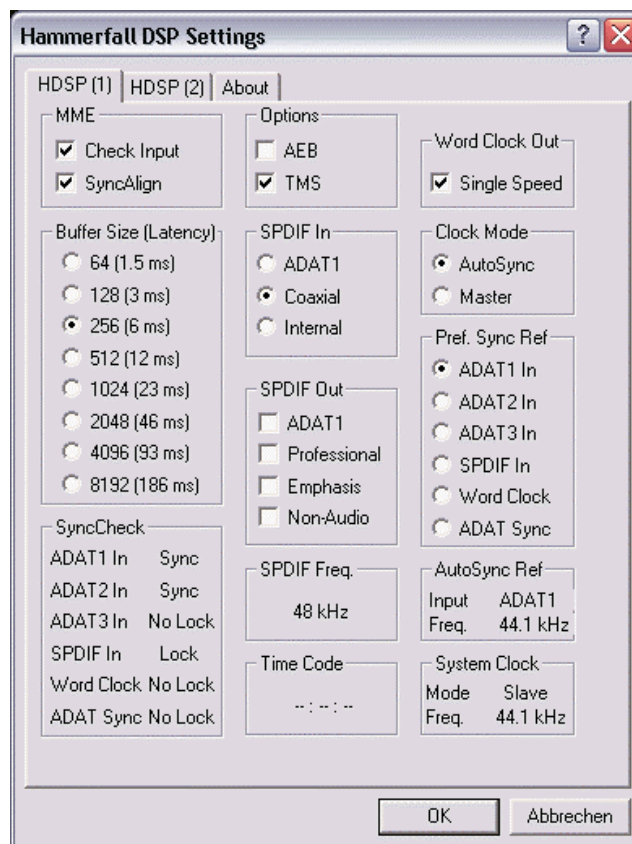 Hammerfall DSP Settings
HDSP (1) HDSP (2) About
MME
Check Input
SyncAlign
Options
AEB
TMS
Word Clock Out
Single Speed
Buffer Size (Latency)
64 (1.5 ms)
128 (3 ms)
256 (6 ms)
512 (12 ms)
1024 (23 ms)
2048 (46 ms)
4096 (93 ms)
8192 (186 ms)
SPDIF In
ADAT1
Coaxial
Internal
Clock Mode
AutoSync
Master
Pref. Sync Ref
ADAT1 In
ADAT2 In
ADAT3 In
SPDIF In
Word Clock
ADAT Sync
SPDIF Out
ADAT1
Professional
Emphasis
Non-Audio
SyncCheck
ADAT1 In Sync
ADAT2 In Sync
ADAT3 In No Lock
SPDIF In Lock
Word Clock No Lock
ADAT Sync No Lock
SPDIF Freq.
48 kHz
AutoSync Ref
Input ADAT1
Freq. 44.1 kHz
Time Code
-- : -- : --
System Clock
Mode Slave
Freq. 44.1 kHz
OK Abbrechen